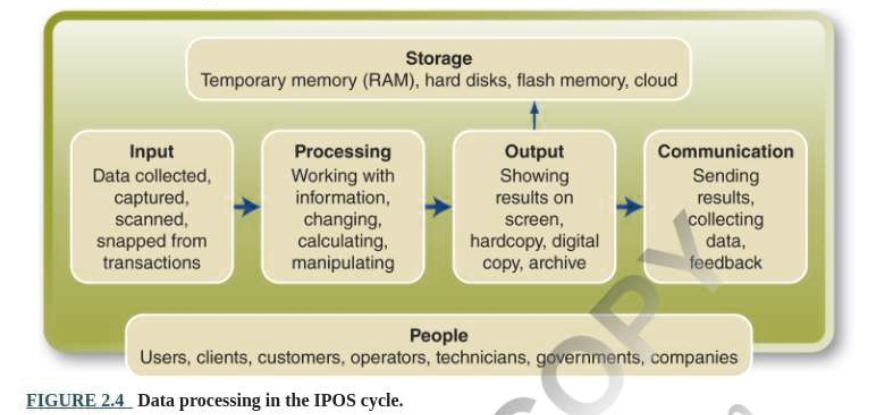 Storage
Temporary memory (RAM), hard disks, flash memory, cloud
Input
Data collected,
captured,
scanned,
snapped from
transactions
Processing
Working with
information,
changing,
calculating,
manipulating
Output
Showing
results on
screen,
hardcopy, digital
copy, archive
Communication
Sending
results,
collecting
data,
feedback
People
Users, clients, customers, operators, technicians, governments, companies
FIGURE 2.4 Data processing in the IPOS cycle.
COPY